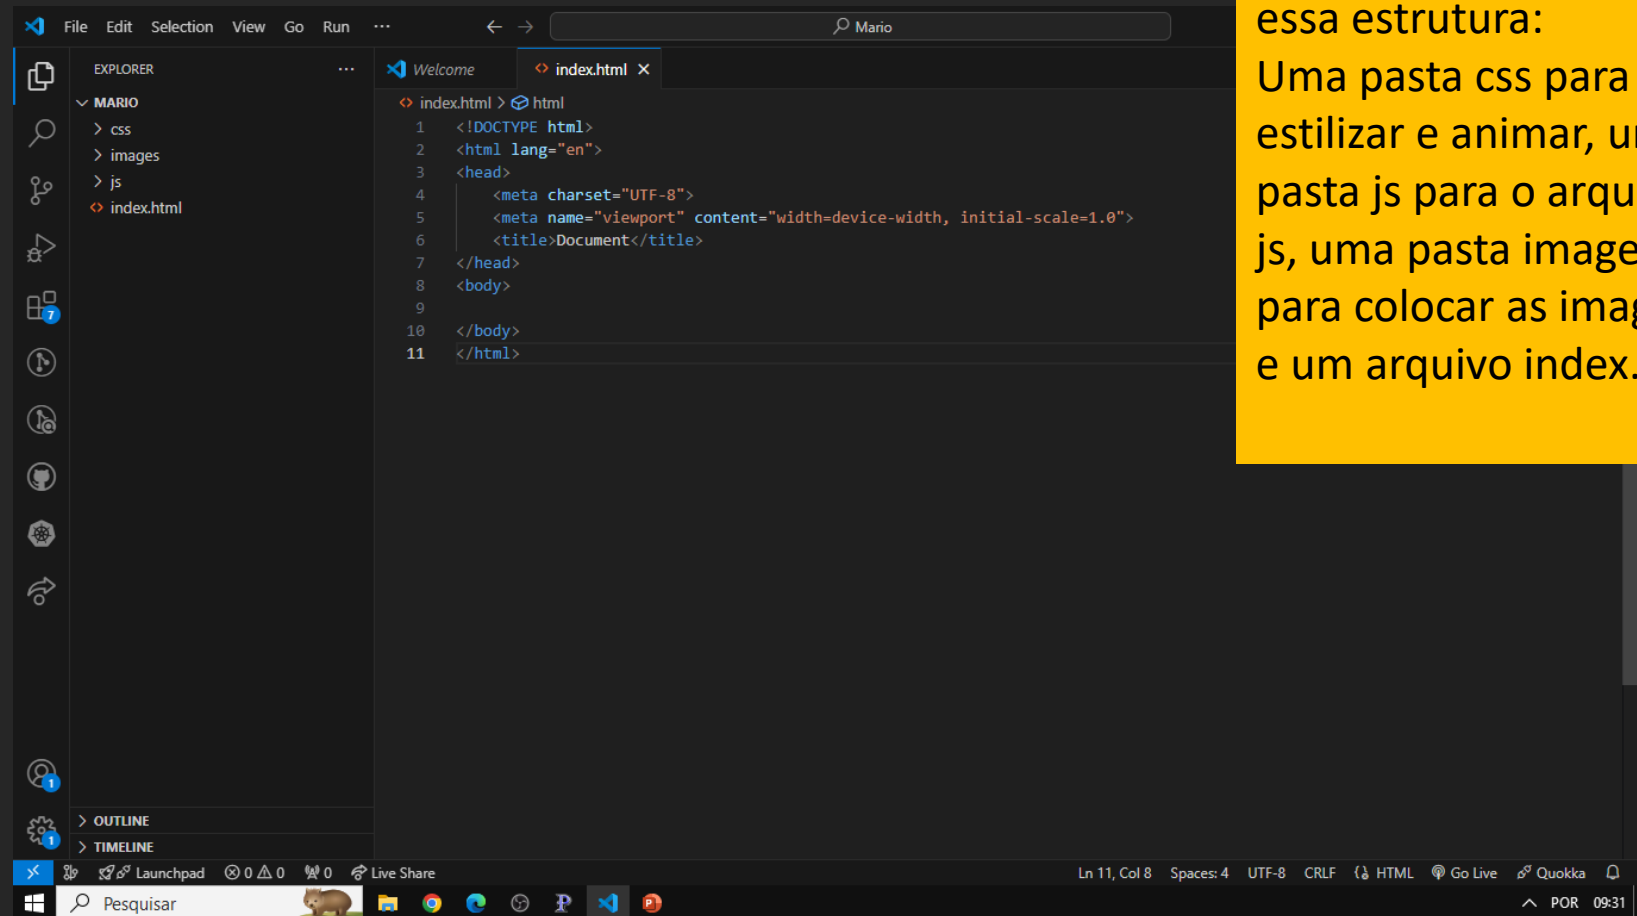 File Edit Selection View Go Run ···
Mario
essa estrutura:
Uma pasta css para
estilizar e animar,
pasta js para o
js, uma pasta
para colocar as
e um arquivo index.
EXPLORER ···
MARIO
css
images
js
index.html
OUTLINE
TIMELINE
Welcome
index.html
index.html > html
1 <!DOCTYPE html>
2 <html lang="en">
3 <head>
4 <meta charset="UTF-8">
5 <meta name="viewport" content="width=device-width, initial-scale=1.0">
6 <title>Document</title>
7 </head>
8 <body>
9
10 </body>
11 </html>
7
1
1
Launchpad 0 0 0 Live Share
Ln 11, Col 8 Spaces: 4 UTF-8 CRLF HTML Go Live Quokka
Pesquisar
POR 09:31